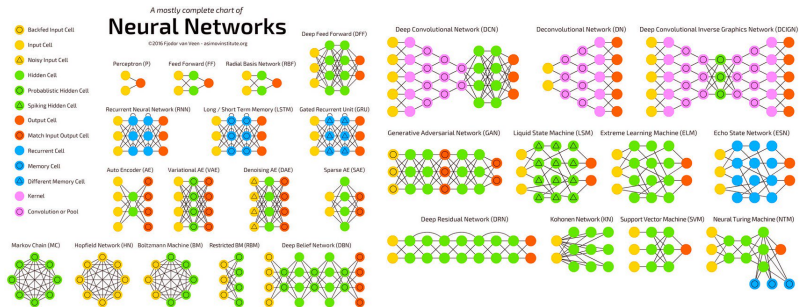 A mostly complete chart of
Neural Networks
©2016 Fjodor van Veen - asimovinstitute.org
Backfed Input Cell
Input Cell
Noisy Input Cell
Hidden Cell
Probablistic Hidden Cell
Spiking Hidden Cell
Output Cell
Match Input Output Cell
Recurrent Cell
Memory Cell
Different Memory Cell
Kernel
Convolution or Pool
Perceptron (P)
Feed Forward (FF)
Radial Basis Network (RBF)
Deep Feed Forward (DFF)
Recurrent Neural Network (RNN)
Long / Short Term Memory (LSTM)
Gated Recurrent Unit (GRU)
Auto Encoder (AE)
Variational AE (VAE)
Denoising AE (DAE)
Sparse AE (SAE)
Markov Chain (MC)
Hopfield Network (HN)
Boltzmann Machine (BM)
Restricted BM (RBM)
Deep Belief Network (DBN)
Deep Convolutional Network (DCN)
Deconvolutional Network (DN)
Deep Convolutional Inverse Graphics Network (DCIGN)
Generative Adversarial Network (GAN)
Liquid State Machine (LSM)
Extreme Learning Machine (ELM)
Echo State Network (ESN)
Deep Residual Network (DRN)
Kohonen Network (KN)
Support Vector Machine (SVM)
Neural Turing Machine (NTM)